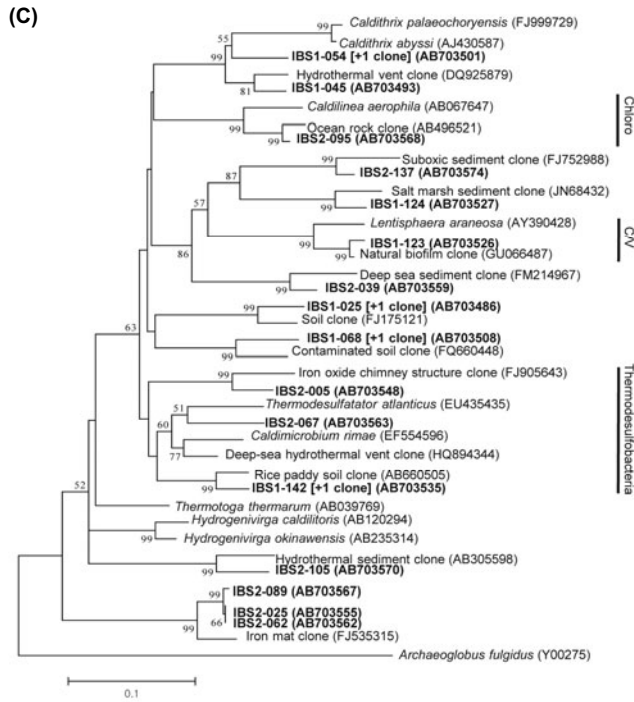 (C)
Caldithrix palaeochoryensis (FJ999729)
55
99
Caldithrix abyssi (AJ430587)
99
IBS1-054 [+1 clone] (AB703501)
Hydrothermal vent clone (DQ925879)
81
IBS1-045 (AB703493)
Caldilinea aerophila (AB067647)
99
Ocean rock clone (AB496521)
99
IBS2-095 (AB703568)
Chloro
Suboxic sediment clone (FJ752988)
99
IBS2-137 (AB703574)
87
Salt marsh sediment clone (JN68432)
99
IBS1-124 (AB703527)
57
Lentisphaera araneosa (AY390428)
99
IBS1-123 (AB703526)
99
Natural biofilm clone (GU066487)
C/V
86
Deep sea sediment clone (FM214967)
99
IBS2-039 (AB703559)
IBS1-025 [+1 clone] (AB703486)
99
Soil clone (FJ175121)
63
IBS1-068 [+1 clone] (AB703508)
99
Contaminated soil clone (FQ660448)
Iron oxide chimney structure clone (FJ905643)
99
IBS2-005 (AB703548)
51
Thermodesulfatator atlanticus (EU435435)
IBS2-067 (AB703563)
60
Caldimicrobium rimae (EF554596)
77
Deep-sea hydrothermal vent clone (HQ894344)
Rice paddy soil clone (AB660505)
99
IBS1-142 [+1 clone] (AB703535)
Thermodesulfobacteria
52
Thermotoga thermarum (AB039769)
Hydrogenivirga caldilitoris (AB120294)
99
Hydrogenivirga okinawensis (AB235314)
Hydrothermal sediment clone (AB305598)
99
IBS2-105 (AB703570)
IBS2-089 (AB703567)
99
IBS2-025 (AB703555)
66
IBS2-062 (AB703562)
99
Iron mat clone (FJ535315)
Archaeoglobus fulgidus (Y00275)
0.1